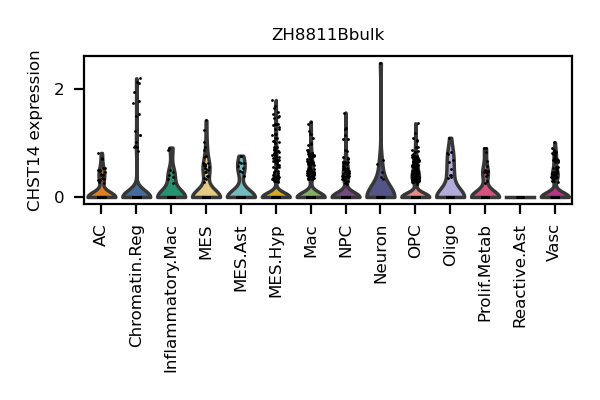 ZH8811Bbulk
CHST14 expression
2
0
AC
Chromatin.Reg
Inflammatory.Mac
MES
MES.Ast
MES.Hyp
Mac
NPC
Neuron
OPC
Oligo
Prolif.Metab
Reactive.Ast
Vasc